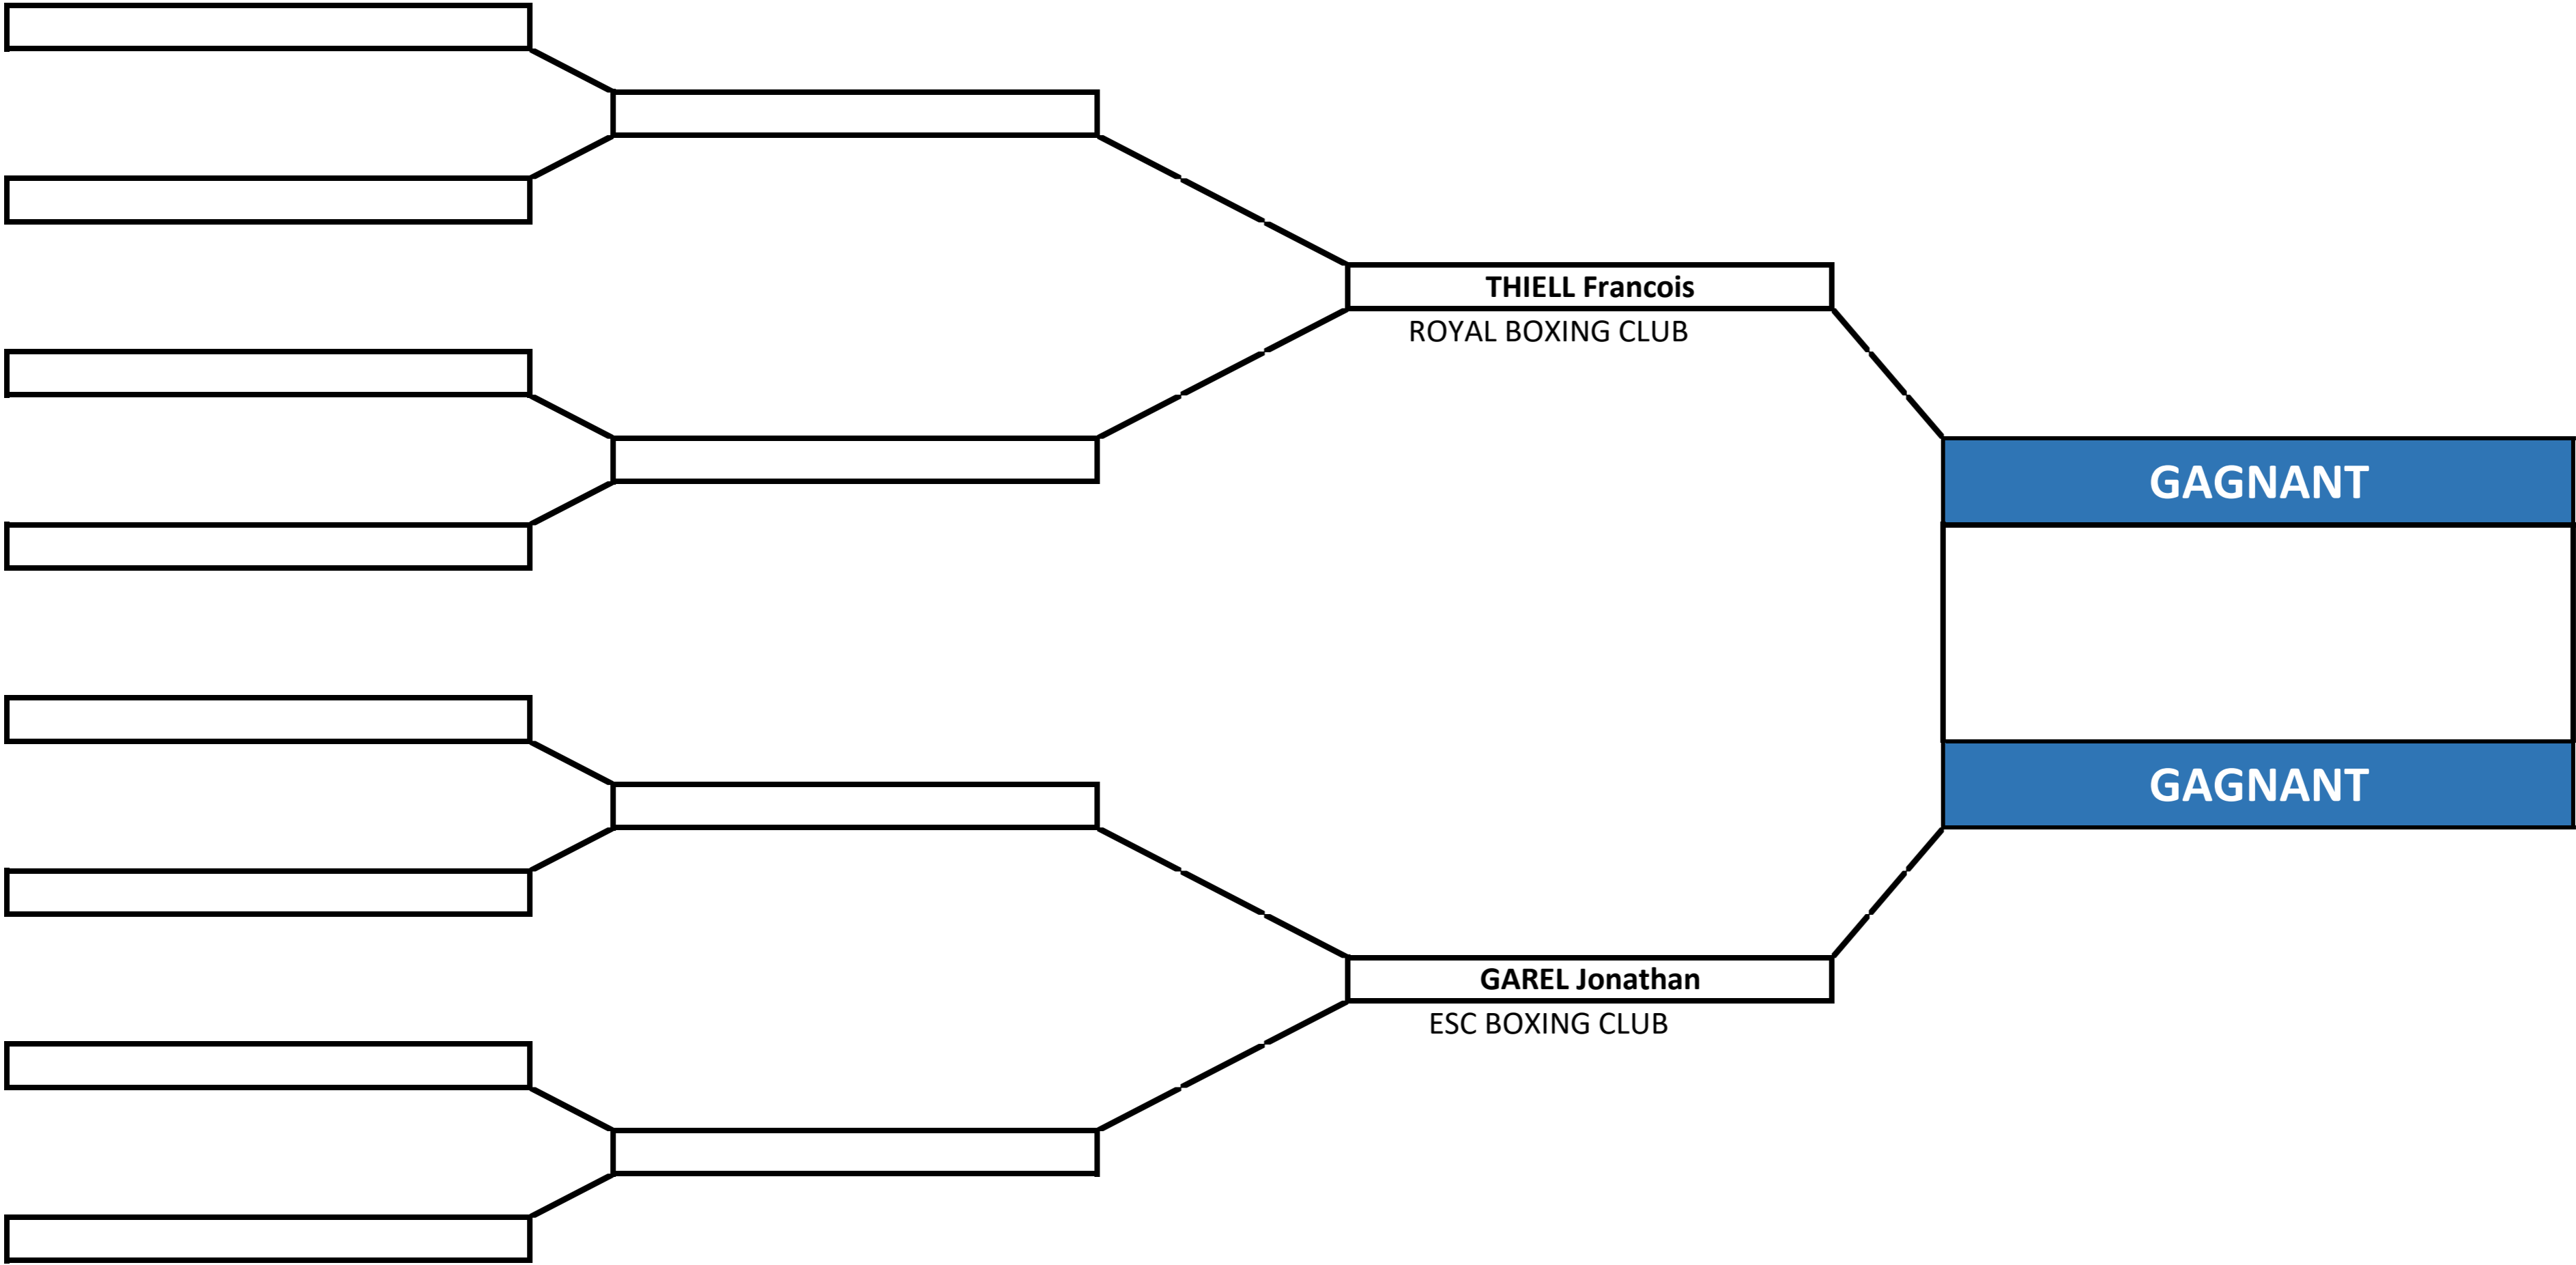 THIELL Francois
ROYAL BOXING CLUB
GAGNANT
GAGNANT
GAREL Jonathan
ESC BOXING CLUB